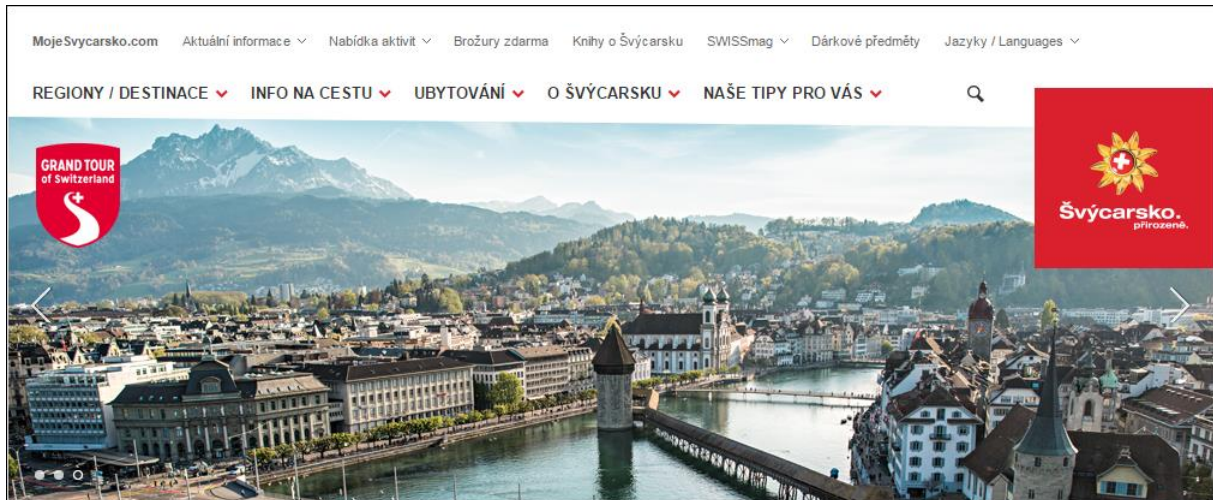 MojeSvycarsko.com Aktuální informace Nabídka aktivit Brožury zdarma Knihy o Švýcarsku SWISSmag Dárkové předměty Jazyky / Languages
REGIONY / DESTINACE INFO NA CESTU UBYTOVÁNÍ O ŠVÝCARSKU NAŠE TIPY PRO VÁS
GRAND TOUR
of Switzerland
Švýcarsko.
přirozeně.